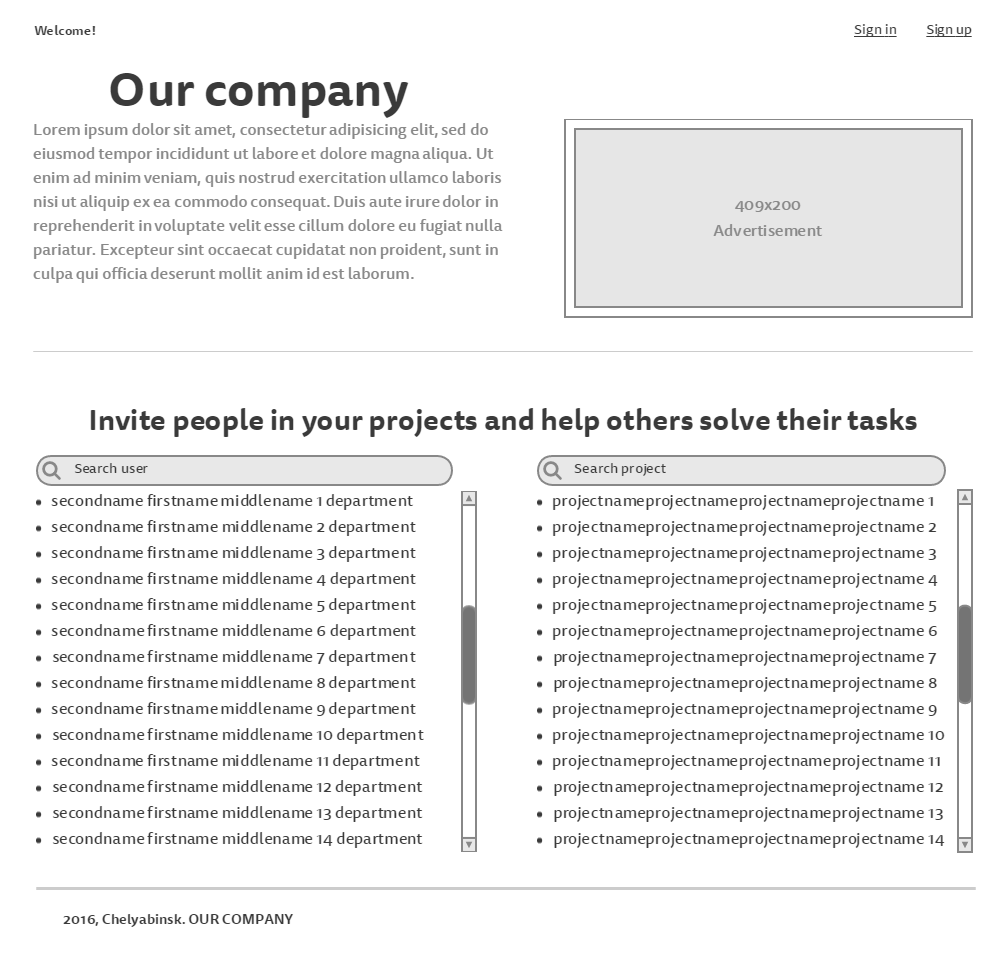 Welcome!
Sign in
Sign up
Our company
Lorem ipsum dolor sit amet, consectetur adipisicing elit, sed do
eiusmod tempor incididunt ut labore et dolore magna aliqua. Ut
enim ad minim veniam, quis nostrud exercitation ullamco laboris
nisi ut aliquip ex ea commodo consequat. Duis aute irure dolor in
reprehenderit in voluptate velit esse cillum dolore eu fugiat nulla
pariatur. Excepteur sint occaecat cupidatat non proident, sunt in
culpa qui officia deserunt mollit anim id est laborum.
409x200
Advertisement
Invite people in your projects and help others solve their tasks
Search user
secondname firstname middlename 1 department
secondname firstname middlename 2 department
secondname firstname middlename 3 department
secondname firstname middlename 4 department
secondname firstname middlename 5 department
secondname firstname middlename 6 department
secondname firstname middlename 7 department
secondname firstname middlename 8 department
secondname firstname middlename 9 department
secondname firstname middlename 10 department
secondname firstname middlename 11 department
secondname firstname middlename 12 department
secondname firstname middlename 13 department
secondname firstname middlename 14 department
Search project
projectnameprojectnameprojectnameprojectname 1
projectnameprojectnameprojectnameprojectname 2
projectnameprojectnameprojectnameprojectname 3
projectnameprojectnameprojectnameprojectname 4
projectnameprojectnameprojectnameprojectname 5
projectnameprojectnameprojectnameprojectname 6
projectnameprojectnameprojectnameprojectname 7
projectnameprojectnameprojectnameprojectname 8
projectnameprojectnameprojectnameprojectname 9
projectnameprojectnameprojectnameprojectname 10
projectnameprojectnameprojectnameprojectname 11
projectnameprojectnameprojectnameprojectname 12
projectnameprojectnameprojectnameprojectname 13
projectnameprojectnameprojectnameprojectname 14
2016, Chelyabinsk. OUR COMPANY